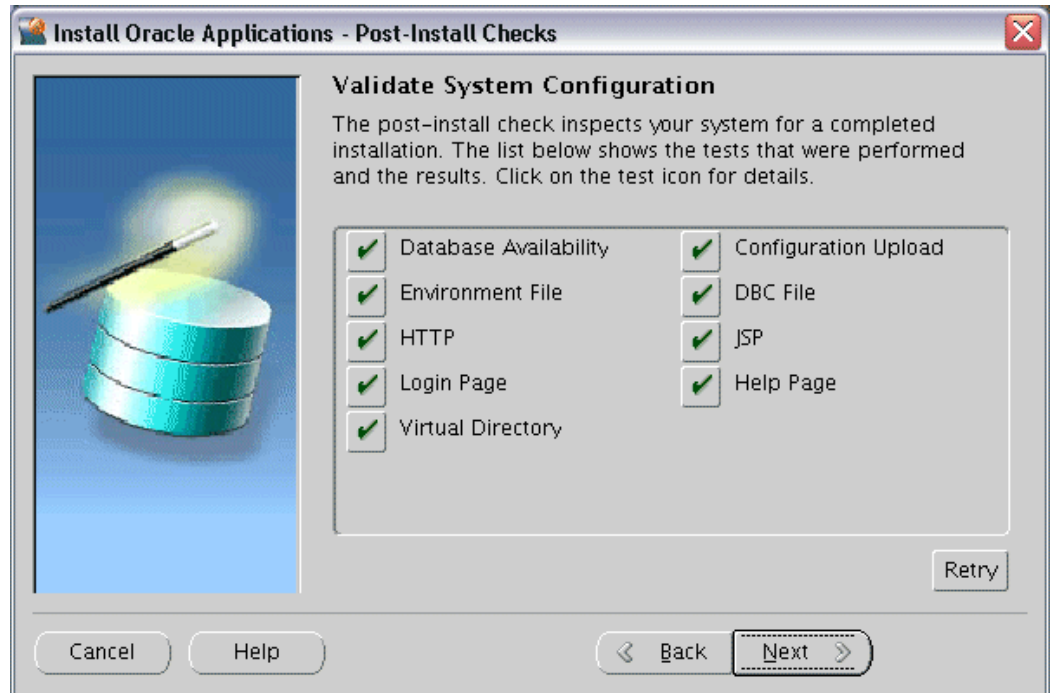 Install Oracle Applications - Post-Install Checks
Validate System Configuration
The post-install check inspects your system for a completed
installation. The list below shows the tests that were performed
and the results. Click on the test icon for details.
Database Availability
Configuration Upload
Environment File
DBC File
HTTP
JSP
Login Page
Help Page
Virtual Directory
Retry
Cancel
Help
Back
Next